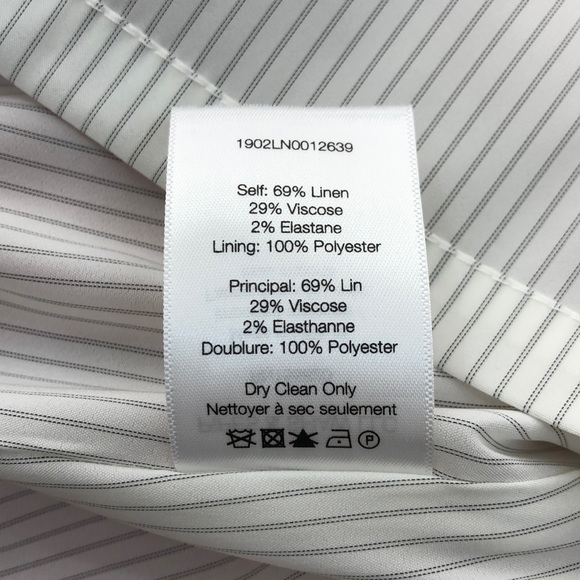 1902LN0012639
Self: 69% Linen
29% Viscose
2% Elastane
Lining: 100% Polyester
Principal: 69% Lin
29% Viscose
2% Elasthanne
Doublure: 100% Polyester
Dry Clean Only
Nettoyer à sec seulement
P